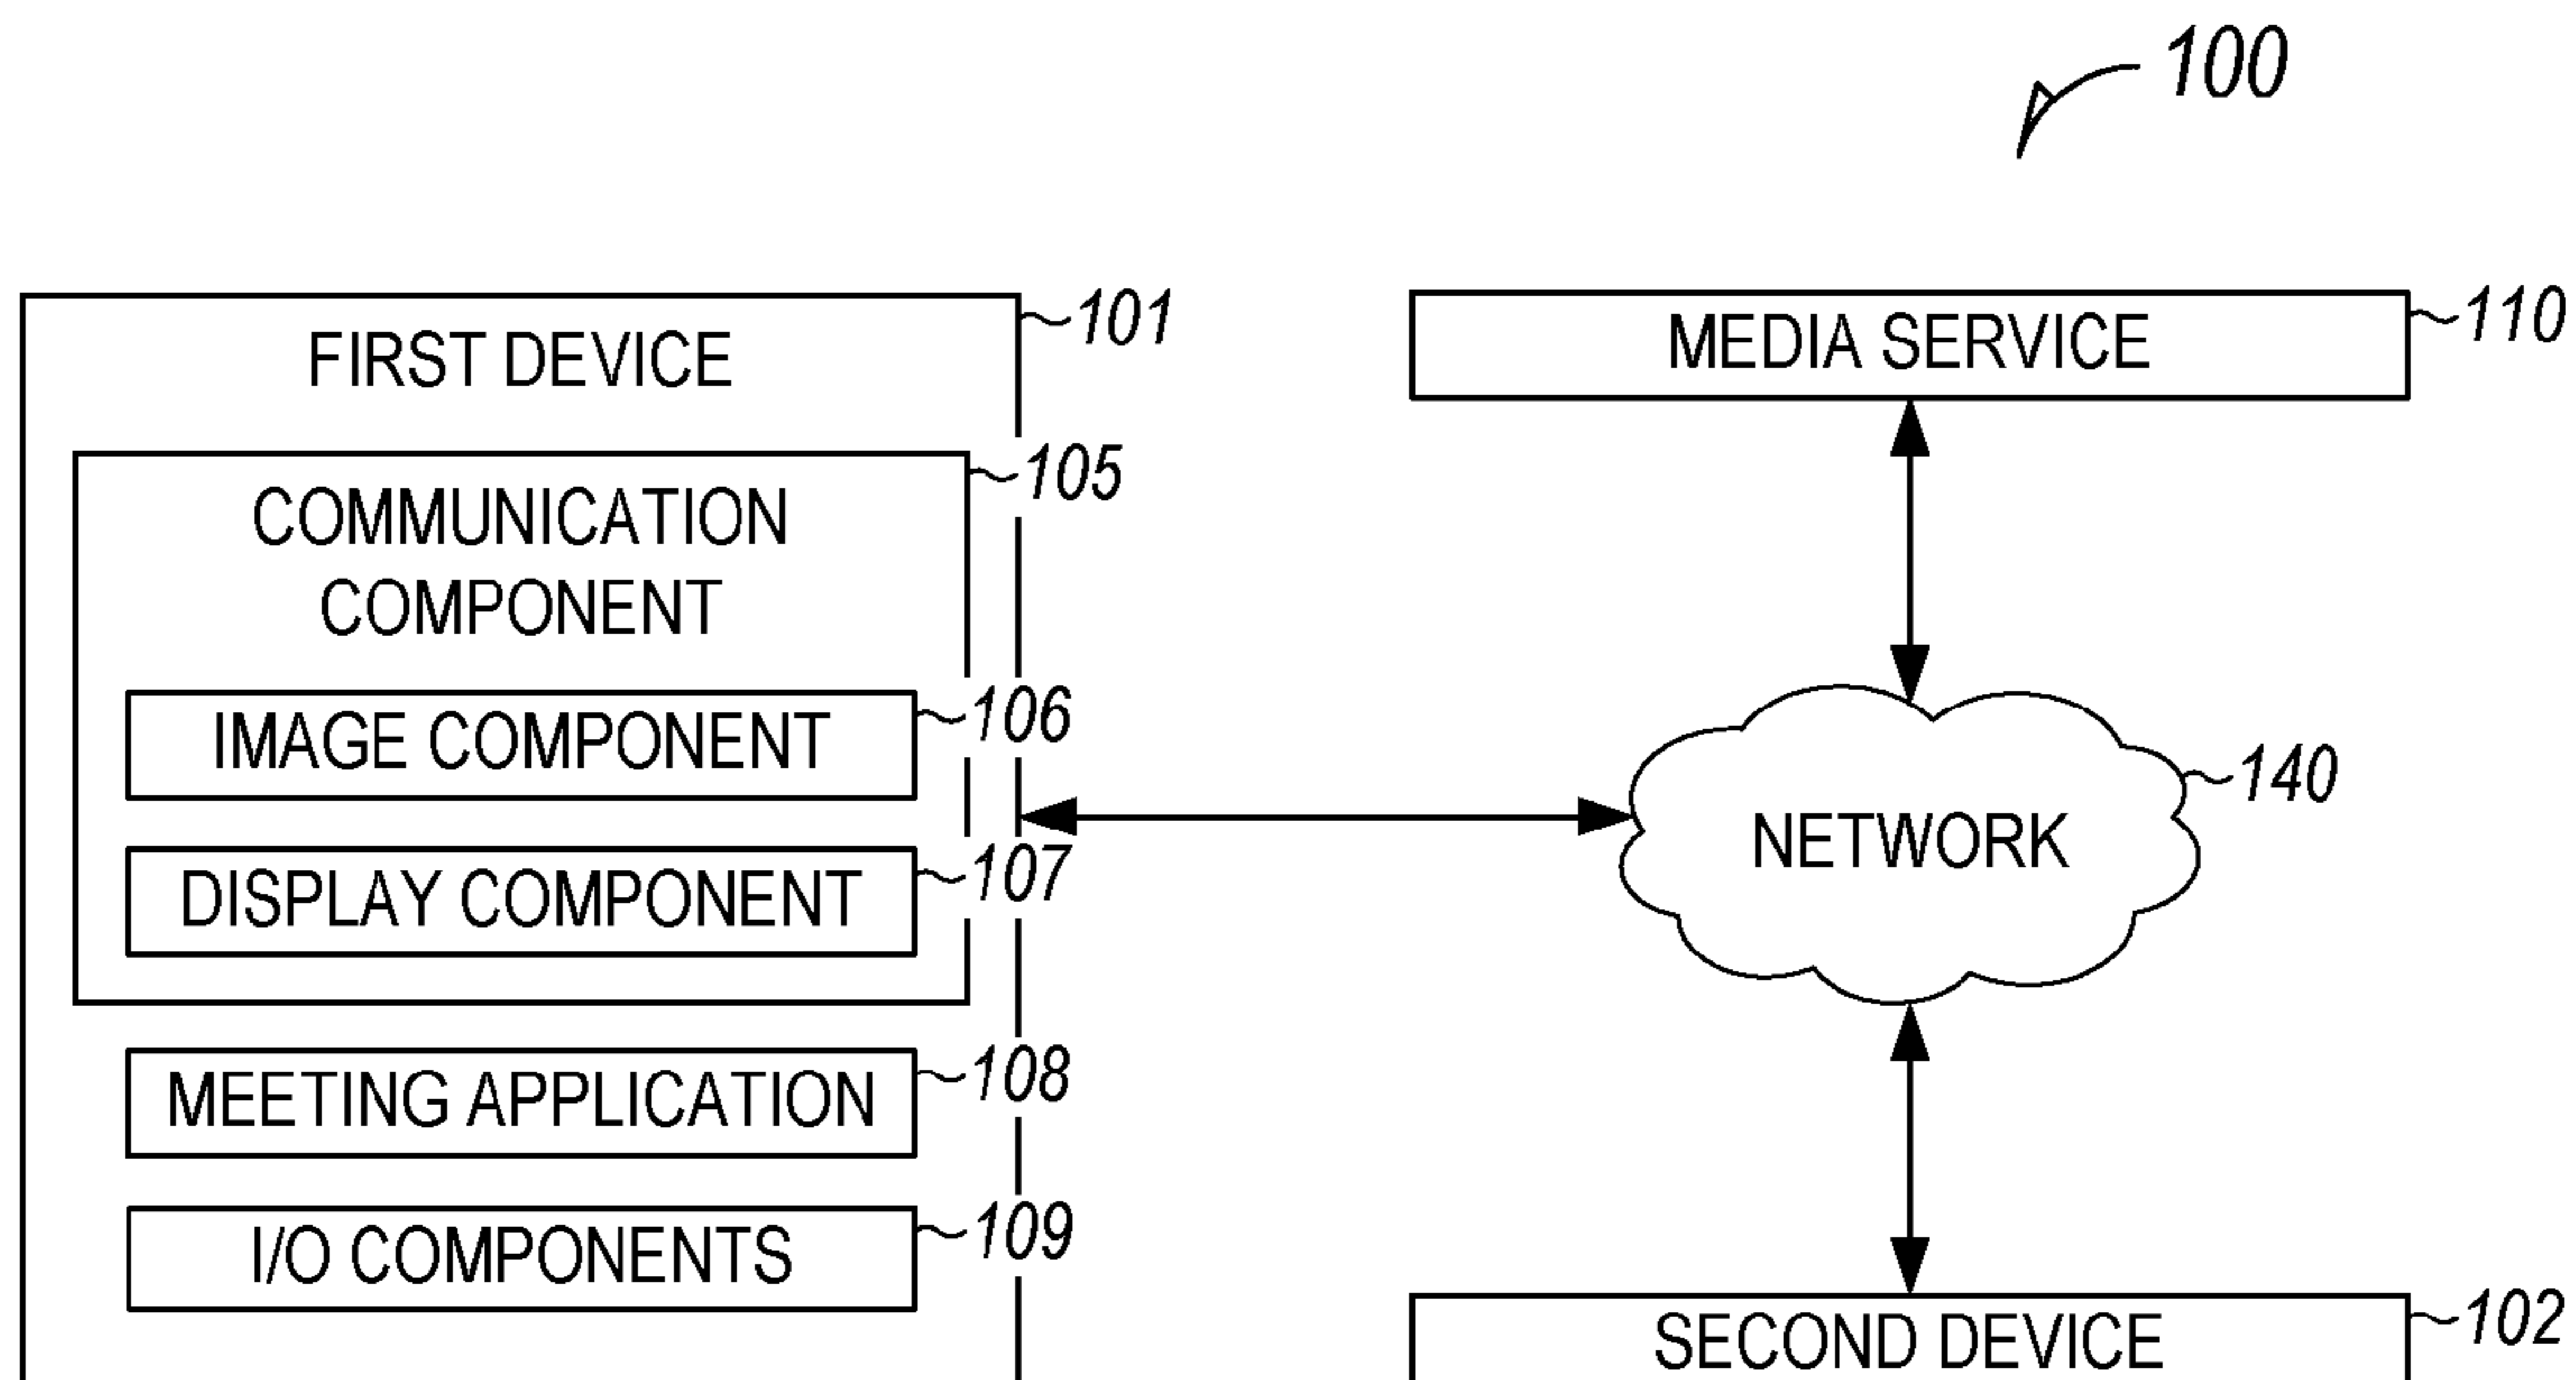 100
FIRST DEVICE
101
COMMUNICATION
COMPONENT
105
IMAGE COMPONENT
106
DISPLAY COMPONENT
107
MEETING APPLICATION
108
I/O COMPONENTS
109
MEDIA SERVICE
110
NETWORK
140
SECOND DEVICE
102